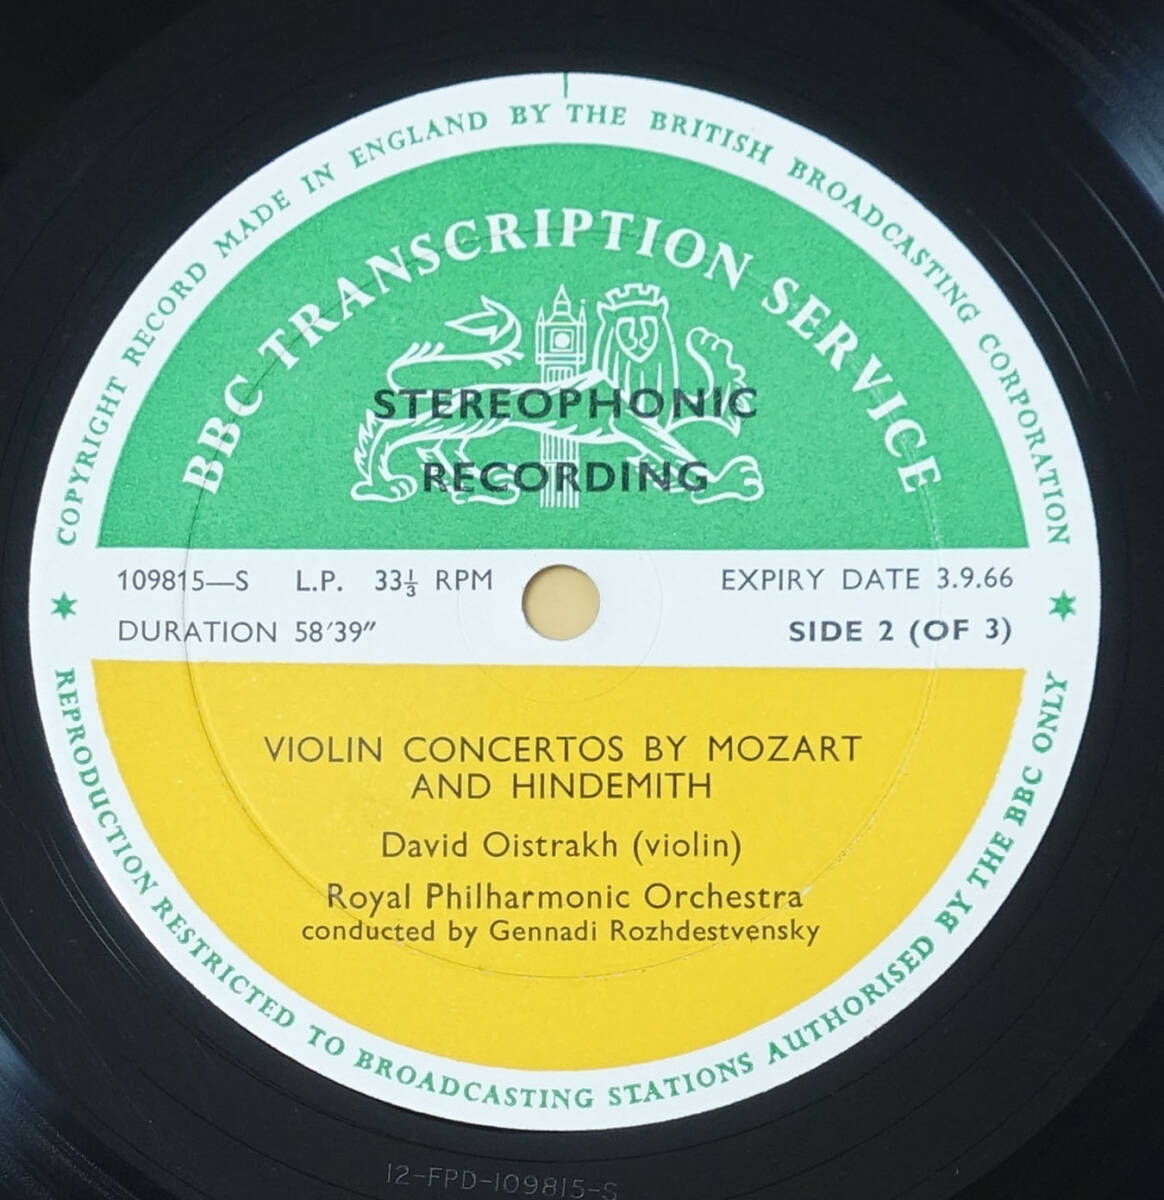 COPYRIGHT RECORD MADE IN ENGLAND BY THE BRITISH BROADCASTING CORPORATION
BBC TRANSCRIPTION SERVICE
STEREOPHONIC
RECORDING
109815—S L.P. 33⅓ RPM EXPIRY DATE 3.9.66
DURATION 58′39″ SIDE 2 (OF 3)
VIOLIN CONCERTOS BY MOZART
AND HINDEMITH
David Oistrakh (violin)
Royal Philharmonic Orchestra
conducted by Gennadi Rozhdestvensky
REPRODUCTION RESTRICTED TO BROADCASTING STATIONS AUTHORISED BY THE BBC ONLY
12-FPD-109815-S